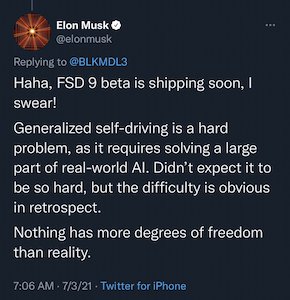 Elon Musk
@elonmusk
Replying to @BLKMDL3
Haha, FSD 9 beta is shipping soon, I
swear!
Generalized self-driving is a hard
problem, as it requires solving a large
part of real-world AI. Didn’t expect it to
be so hard, but the difficulty is obvious
in retrospect.
Nothing has more degrees of freedom
than reality.
7:06 AM · 7/3/21 · Twitter for iPhone